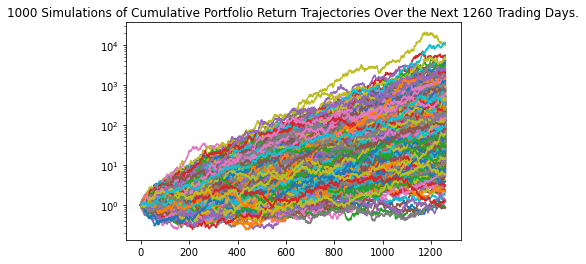 1000 Simulations of Cumulative Portfolio Return Trajectories Over the Next 1260 Trading Days.
10⁴
10³
10²
10¹
10⁰
0 200 400 600 800 1000 1200